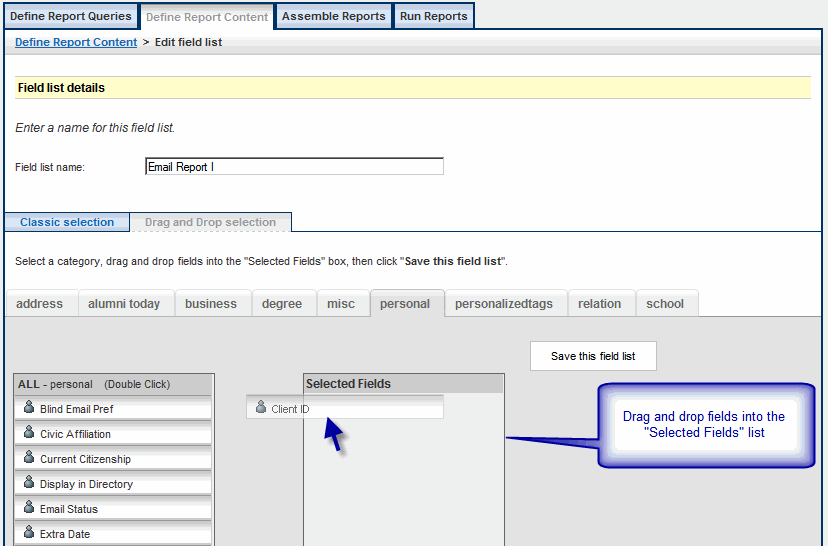 Define Report Queries Define Report Content Assemble Reports Run Reports
Define Report Content > Edit field list
Field list details
Enter a name for this field list.
Field list name: Email Report I
Classic selection Drag and Drop selection
Select a category, drag and drop fields into the "Selected Fields" box, then click "Save this field list".
address alumni today business degree misc personal personalizedtags relation school
Save this field list
ALL - personal (Double Click) Selected Fields
Blind Email Pref Client ID
Drag and drop fields into the
"Selected Fields" list
Civic Affiliation
Current Citizenship
Display in Directory
Email Status
Extra Date